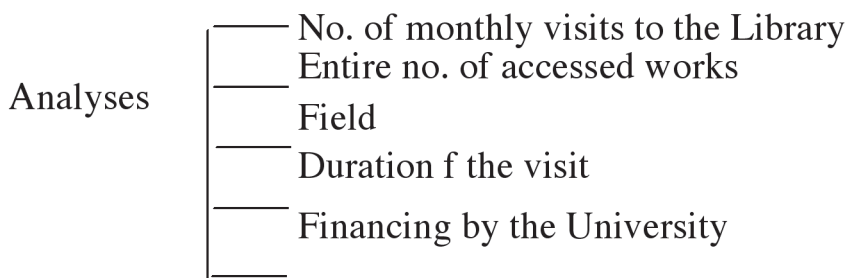 No. of monthly visits to the Library
Entire no. of accessed works
Analyses
Field
Duration f the visit
Financing by the University